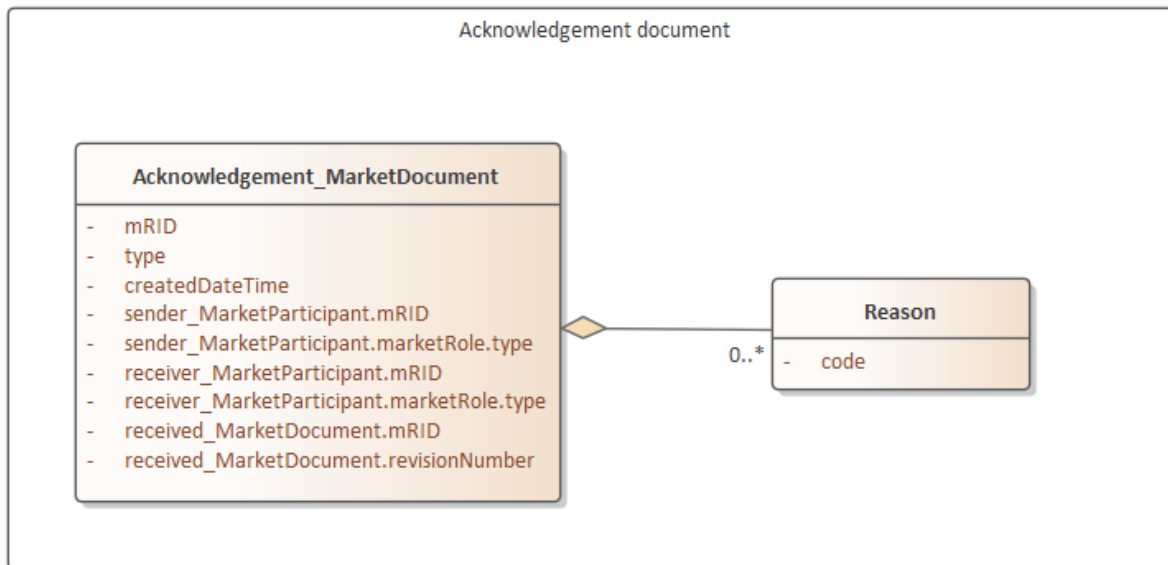 Acknowledgement document
Acknowledgement_MarketDocument
- mRID
- type
- createdDateTime
- sender_MarketParticipant.mRID
- sender_MarketParticipant.marketRole.type
- receiver_MarketParticipant.mRID
- receiver_MarketParticipant.marketRole.type
- received_MarketDocument.mRID
- received_MarketDocument.revisionNumber
0..*
Reason
- code